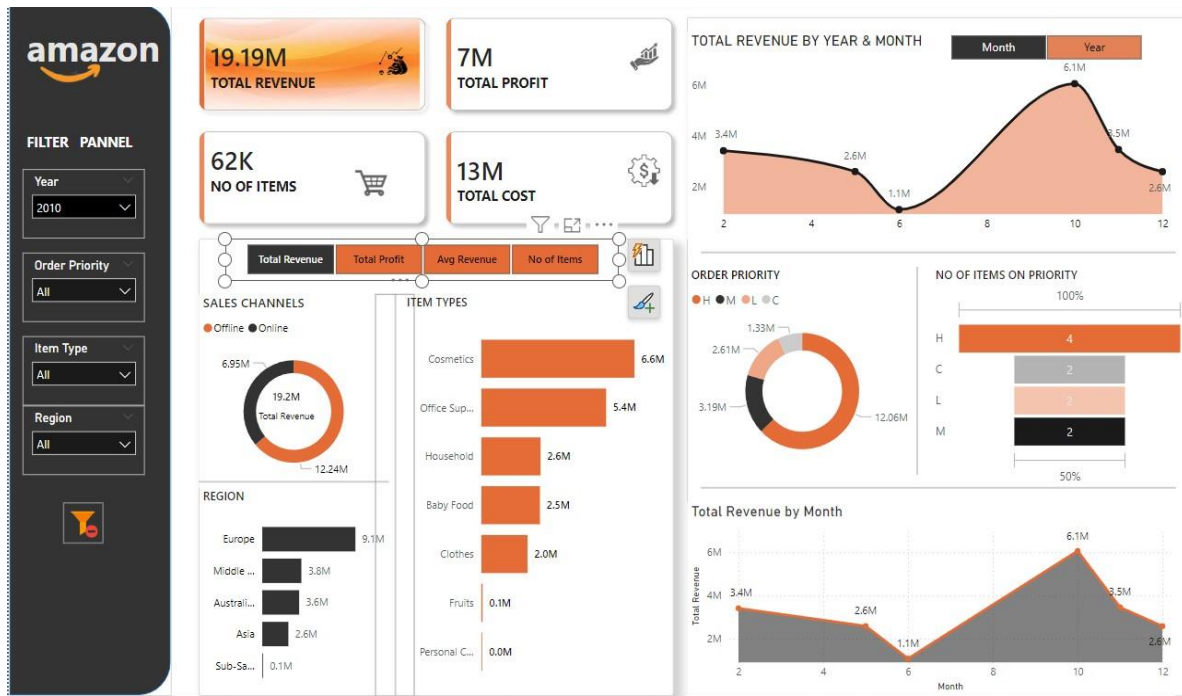 amazon
FILTER PANNEL
Year
2010
Order Priority
All
Item Type
All
Region
All
19.19M
TOTAL REVENUE
7M
TOTAL PROFIT
62K
NO OF ITEMS
13M
TOTAL COST
Total Revenue Total Profit Avg Revenue No of Items
SALES CHANNELS
Offline Online
6.95M
19.2M
Total Revenue
12.24M
REGION
Europe 9.1M
Middle ... 3.8M
Australi... 3.6M
Asia 2.6M
Sub-Sa... 0.1M
ITEM TYPES
Cosmetics 6.6M
Office Sup... 5.4M
Household 2.6M
Baby Food 2.5M
Clothes 2.0M
Fruits 0.1M
Personal C... 0.0M
TOTAL REVENUE BY YEAR & MONTH
Month Year
6.1M
6M
4M 3.4M
3.5M
2.6M
2M
1.1M
2.6M
2 4 6 8 10 12
ORDER PRIORITY
H M L C
1.33M
2.61M
3.19M
12.06M
NO OF ITEMS ON PRIORITY
100%
H 4
C 2
L 2
M 2
50%
Total Revenue by Month
6.1M
6M
4M 3.4M
3.5M
2.6M
2M
1.1M
2.6M
Total Revenue
2 4 6 8 10 12
Month